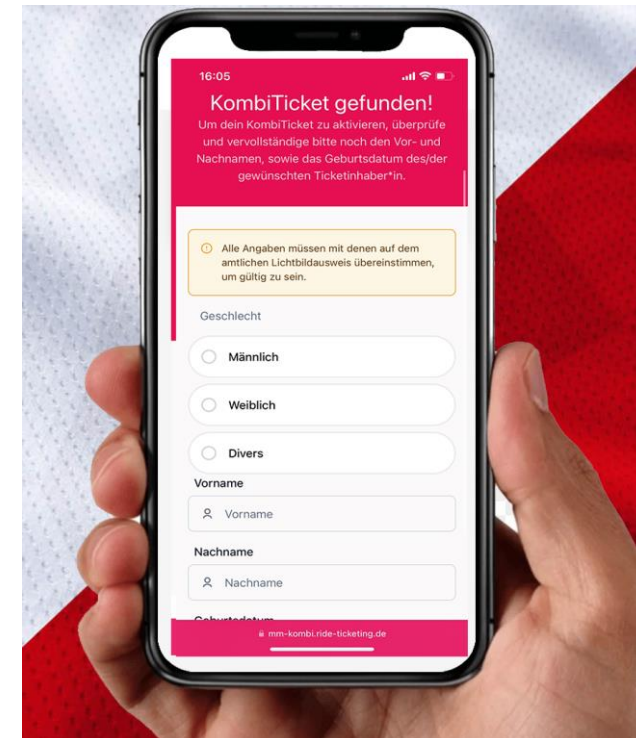 16:05
KombiTicket gefunden!
Um dein KombiTicket zu aktivieren, überprüfe
und vervollständige bitte noch den Vor- und
Nachnamen, sowie das Geburtsdatum des/der
gewünschten Ticketinhaber*in.
Alle Angaben müssen mit denen auf dem
amtlichen Lichtbildausweis übereinstimmen,
um gültig zu sein.
Geschlecht
Männlich
Weiblich
Divers
Vorname
Vorname
Nachname
Nachname
Geburtsdatum
mm-kombi.ride-ticketing.de